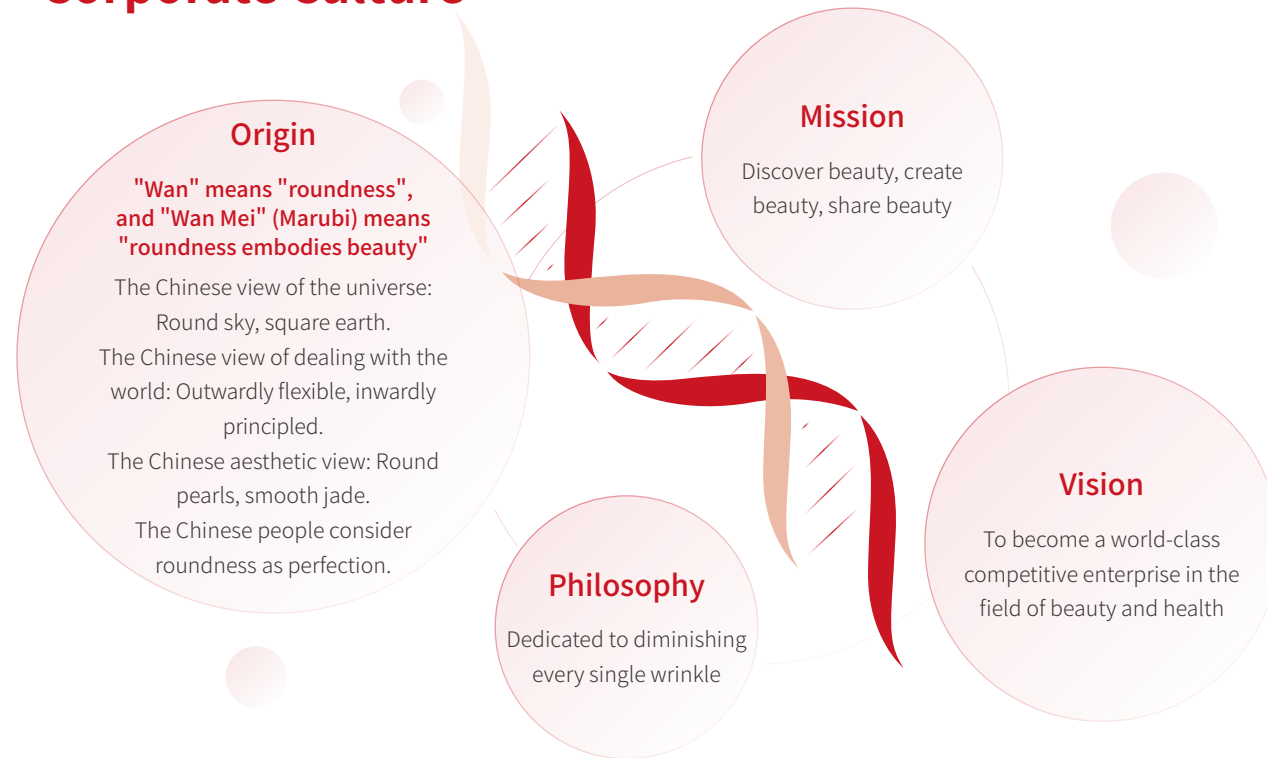 Corporate Culture
Origin
"Wan" means "roundness",
and "Wan Mei" (Marubi) means
"roundness embodies beauty"
The Chinese view of the universe:
Round sky, square earth.
The Chinese view of dealing with the
world: Outwardly flexible, inwardly
principled.
The Chinese aesthetic view: Round
pearls, smooth jade.
The Chinese people consider
roundness as perfection.
Mission
Discover beauty, create
beauty, share beauty
Philosophy
Dedicated to diminishing
every single wrinkle
Vision
To become a world-class
competitive enterprise in the
field of beauty and health